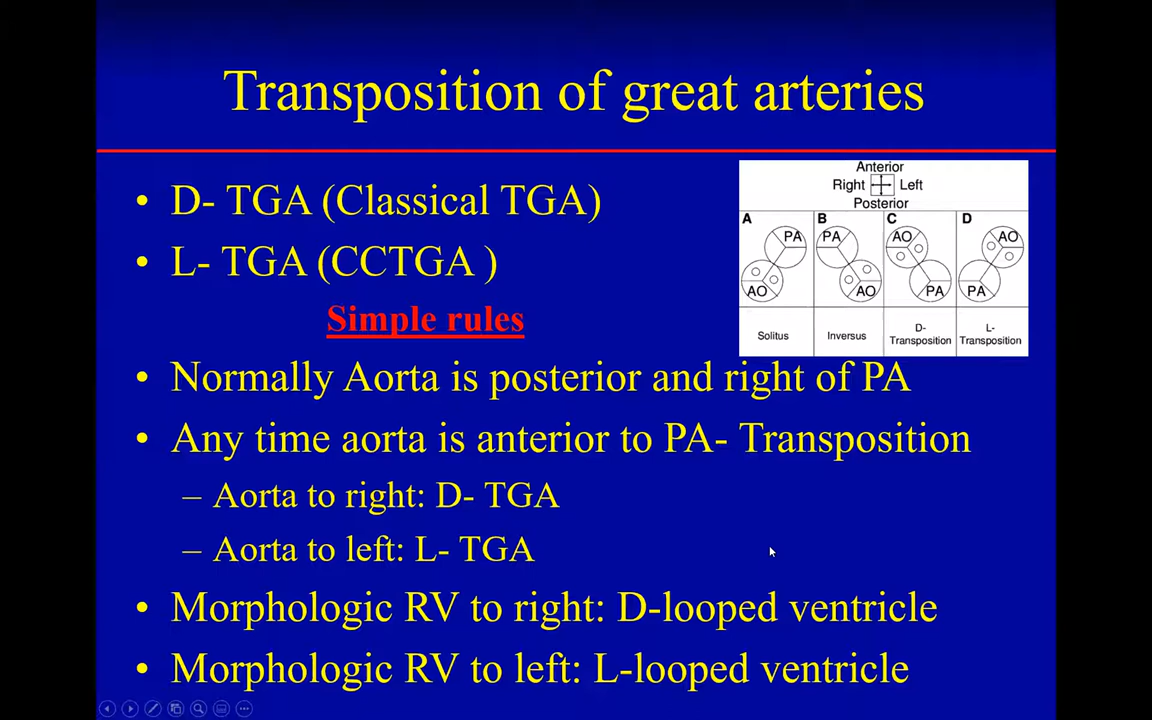 Transposition of great arteries
• D- TGA (Classical TGA)
• L- TGA (CCTGA )
Simple rules
• Normally Aorta is posterior and right of PA
• Any time aorta is anterior to PA- Transposition
– Aorta to right: D- TGA
– Aorta to left: L- TGA
• Morphologic RV to right: D-looped ventricle
• Morphologic RV to left: L-looped ventricle
Anterior
Right Left
Posterior
A B C D
PA PA AO AO
AO AO PA PA
Solitus Inversus D- L-
Transposition Transposition